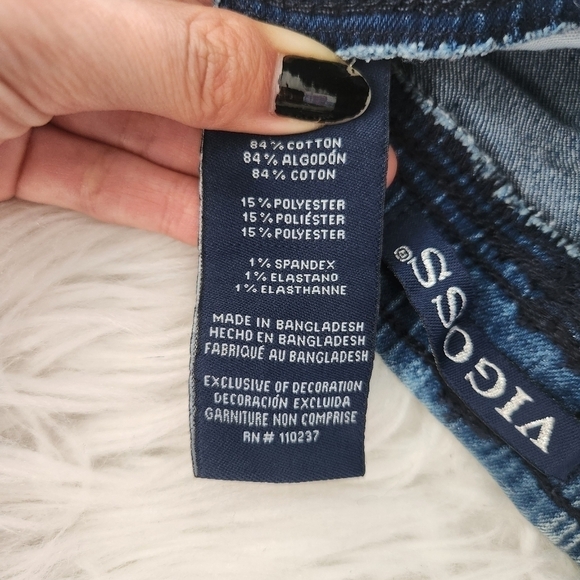 84% COTTON
84% ALGODÓN
84% COTON
15% POLYESTER
15% POLIÉSTER
15% POLYESTER
1% SPANDEX
1% ELASTANO
1% ELASTHANNE
MADE IN BANGLADESH
HECHO EN BANGLADESH
FABRIQUÉ AU BANGLADESH
EXCLUSIVE OF DECORATION
DECORACIÓN EXCLUIDA
GARNITURE NON COMPRISE
RN# 110237
VIGOSS®